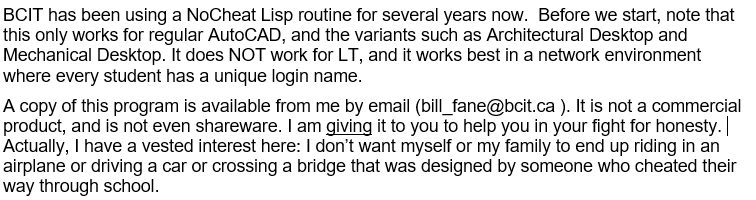 BCIT has been using a NoCheat Lisp routine for several years now.  Before we start, note that
this only works for regular AutoCAD, and the variants such as Architectural Desktop and
Mechanical Desktop. It does NOT work for LT, and it works best in a network environment
where every student has a unique login name.
A copy of this program is available from me by email (bill_fane@bcit.ca ). It is not a commercial
product, and is not even shareware. I am giving it to you to help you in your fight for honesty.
Actually, I have a vested interest here: I don’t want myself or my family to end up riding in an
airplane or driving a car or crossing a bridge that was designed by someone who cheated their
way through school.